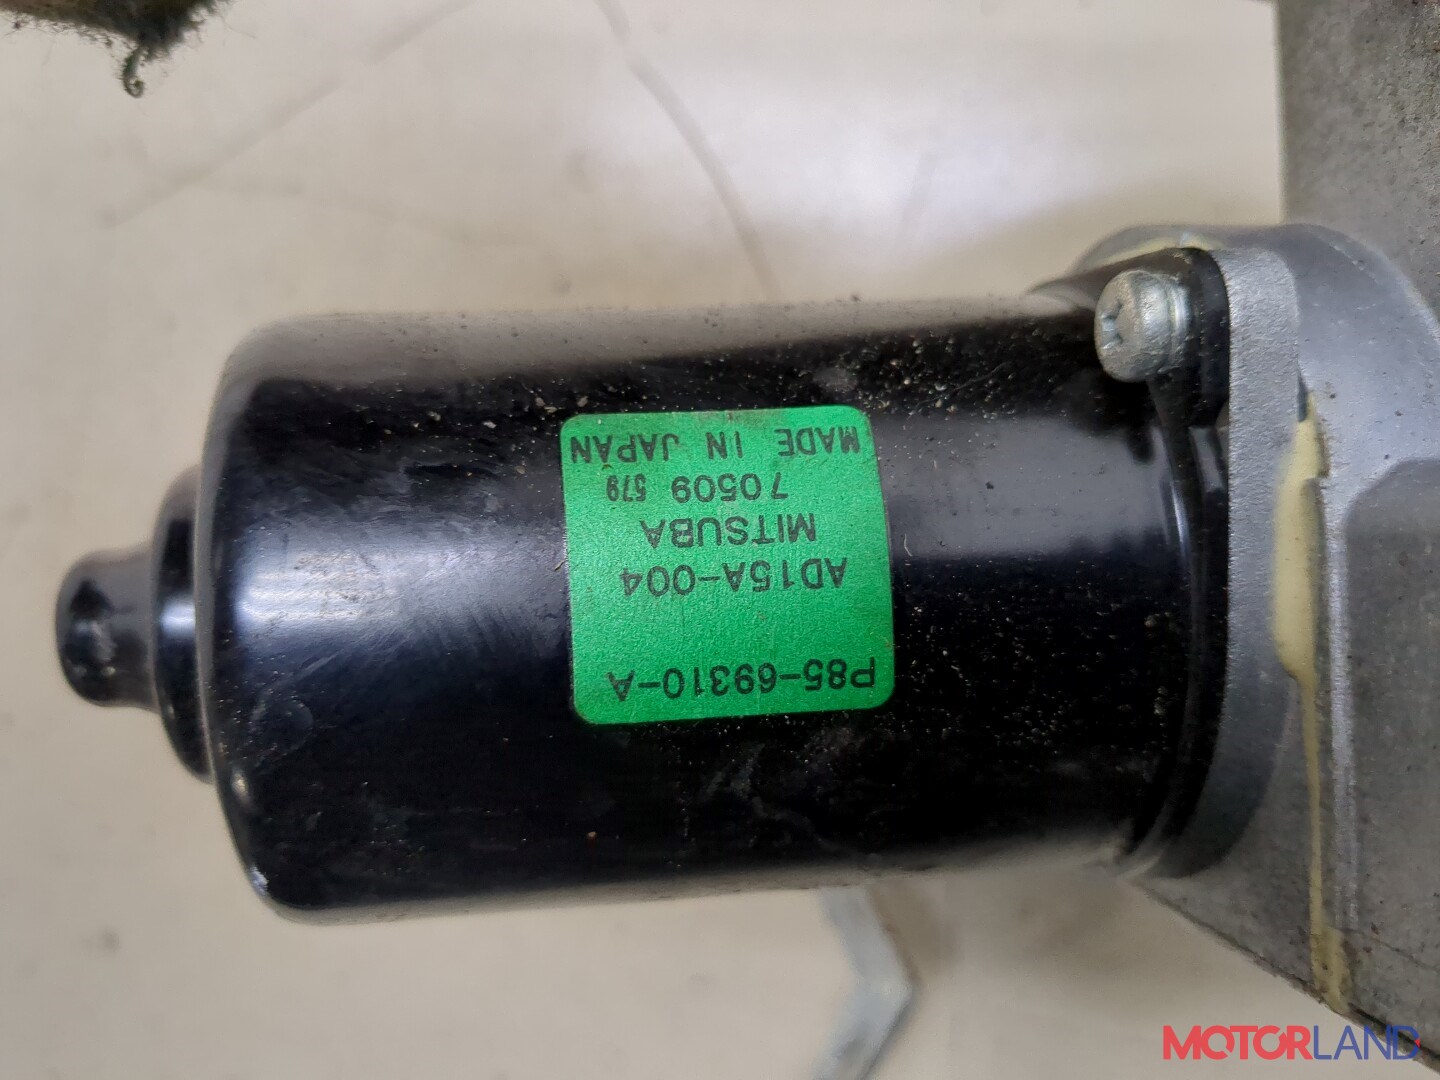 P85-69310-A
AD15A-004
MITSUBA
70509 579
MADE IN JAPAN
MOTORLAND